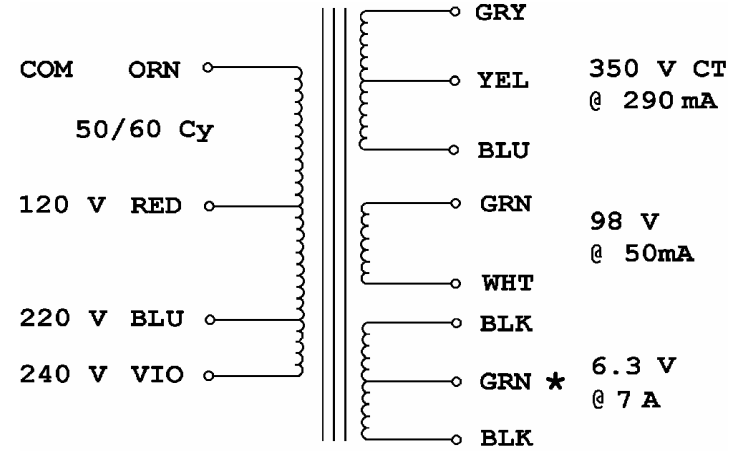 GRY
COM ORN
YEL
350 V CT
@ 290 mA
50/60 Cy
BLU
120 V RED
GRN
98 V
@ 50mA
WHT
220 V BLU
BLK
240 V VIO
GRN ★
6.3 V
@ 7 A
BLK